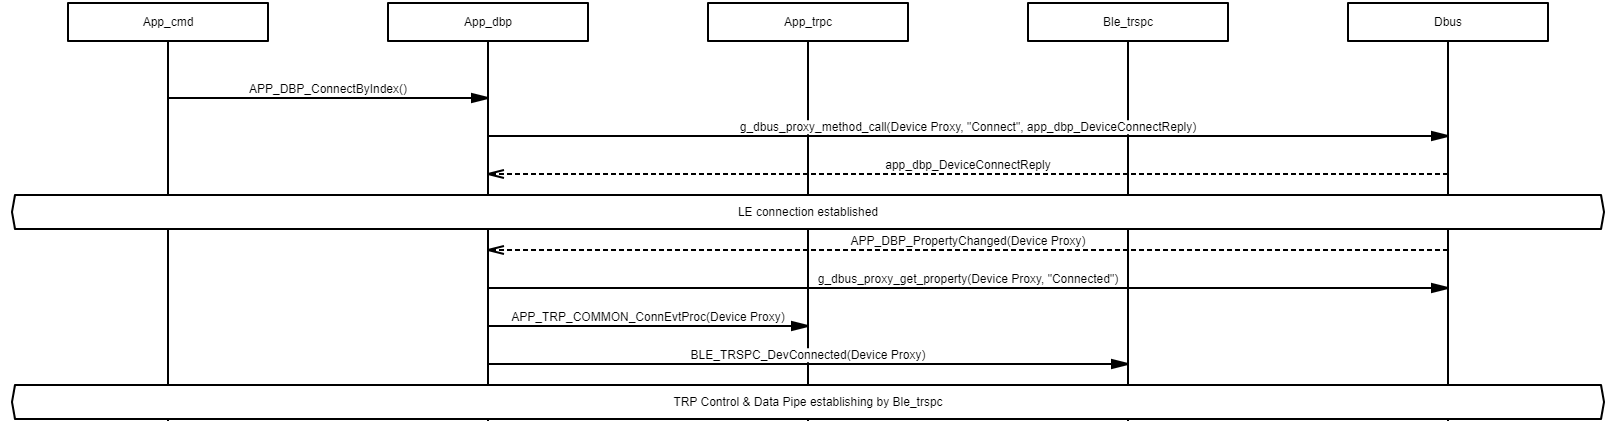 App_cmd
App_dbp
App_trpc
Ble_trspc
Dbus
APP_DBP_ConnectByIndex()
g_dbus_proxy_method_call(Device Proxy, "Connect", app_dbp_DeviceConnectReply)
app_dbp_DeviceConnectReply
LE connection established
APP_DBP_PropertyChanged(Device Proxy)
g_dbus_proxy_get_property(Device Proxy, "Connected")
APP_TRP_COMMON_ConnEvtProc(Device Proxy)
BLE_TRSPC_DevConnected(Device Proxy)
TRP Control & Data Pipe establishing by Ble_trspc